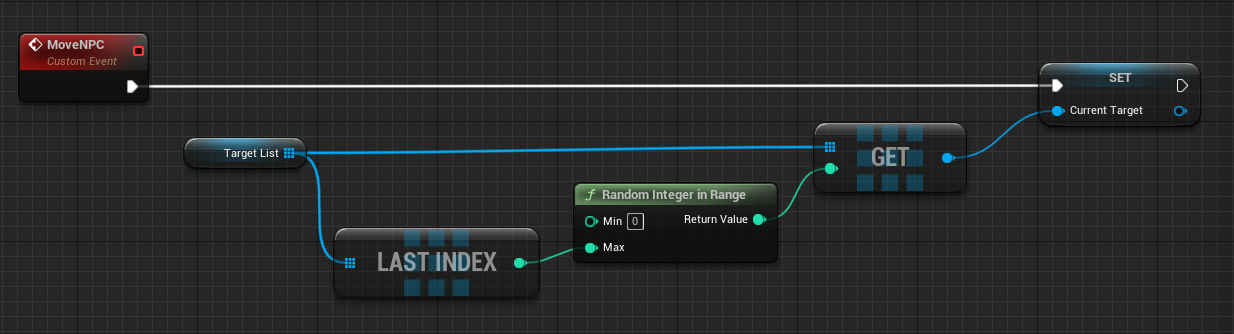 MoveNPC
Custom Event
SET
Current Target
Target List
GET
Random Integer in Range
Min 0
Return Value
Max
LAST INDEX